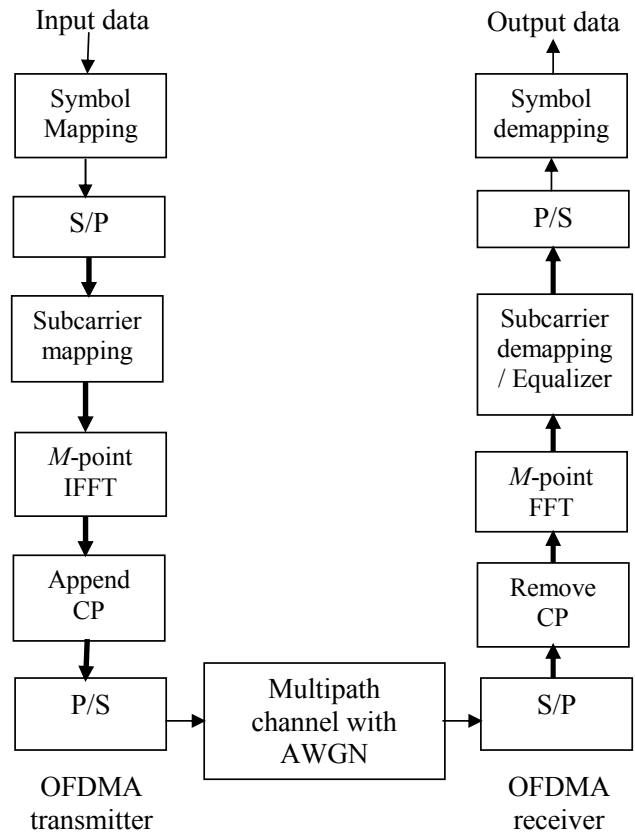 Input data
Symbol
Mapping
S/P
Subcarrier
mapping
M-point
IFFT
Append
CP
P/S
OFDMA
transmitter
Multipath
channel with
AWGN
Output data
Symbol
demapping
P/S
Subcarrier
demapping
/ Equalizer
M-point
FFT
Remove
CP
S/P
OFDMA
receiver